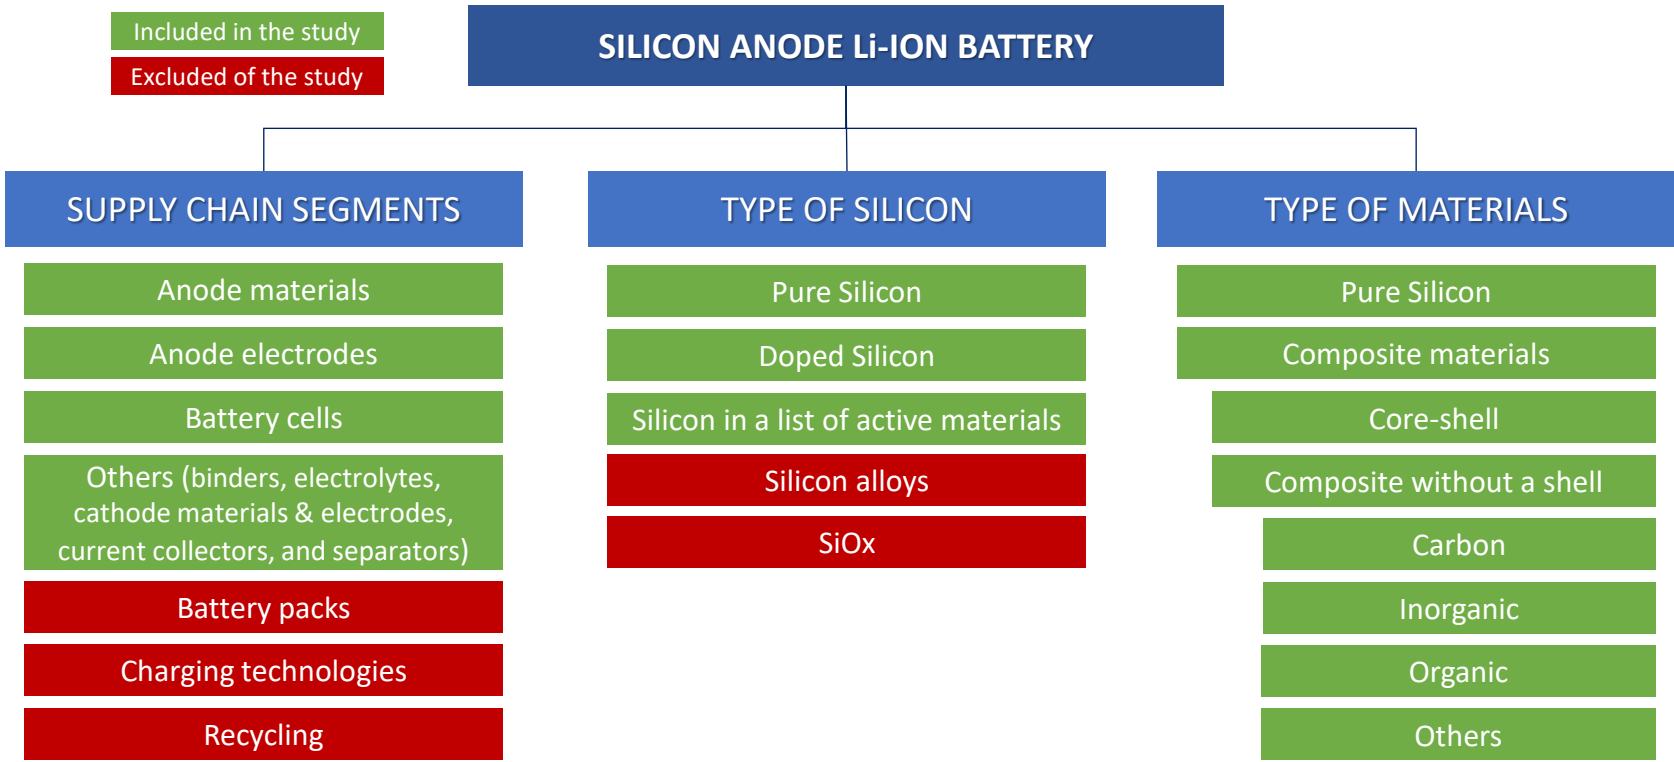 Included in the study
Excluded of the study
SILICON ANODE Li-ION BATTERY
SUPPLY CHAIN SEGMENTS
Anode materials
Anode electrodes
Battery cells
Others (binders, electrolytes,
cathode materials & electrodes,
current collectors, and separators)
Battery packs
Charging technologies
Recycling
TYPE OF SILICON
Pure Silicon
Doped Silicon
Silicon in a list of active materials
Silicon alloys
SiOx
TYPE OF MATERIALS
Pure Silicon
Composite materials
Core-shell
Composite without a shell
Carbon
Inorganic
Organic
Others